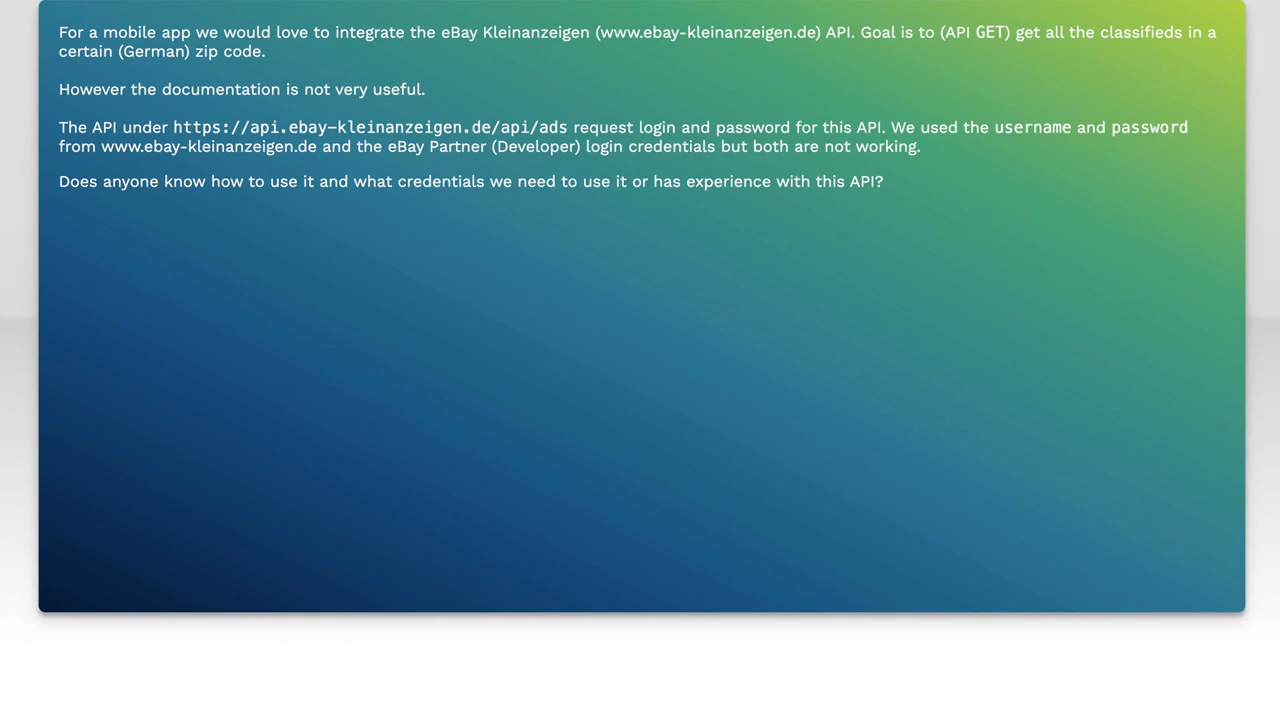 For a mobile app we would love to integrate the eBay Kleinanzeigen (www.ebay-kleinanzeigen.de) API. Goal is to (API GET) get all the classifieds in a
certain (German) zip code.
However the documentation is not very useful.
The API under https://api.ebay-kleinanzeigen.de/api/ads request login and password for this API. We used the username and password
from www.ebay-kleinanzeigen.de and the eBay Partner (Developer) login credentials but both are not working.
Does anyone know how to use it and what credentials we need to use it or has experience with this API?